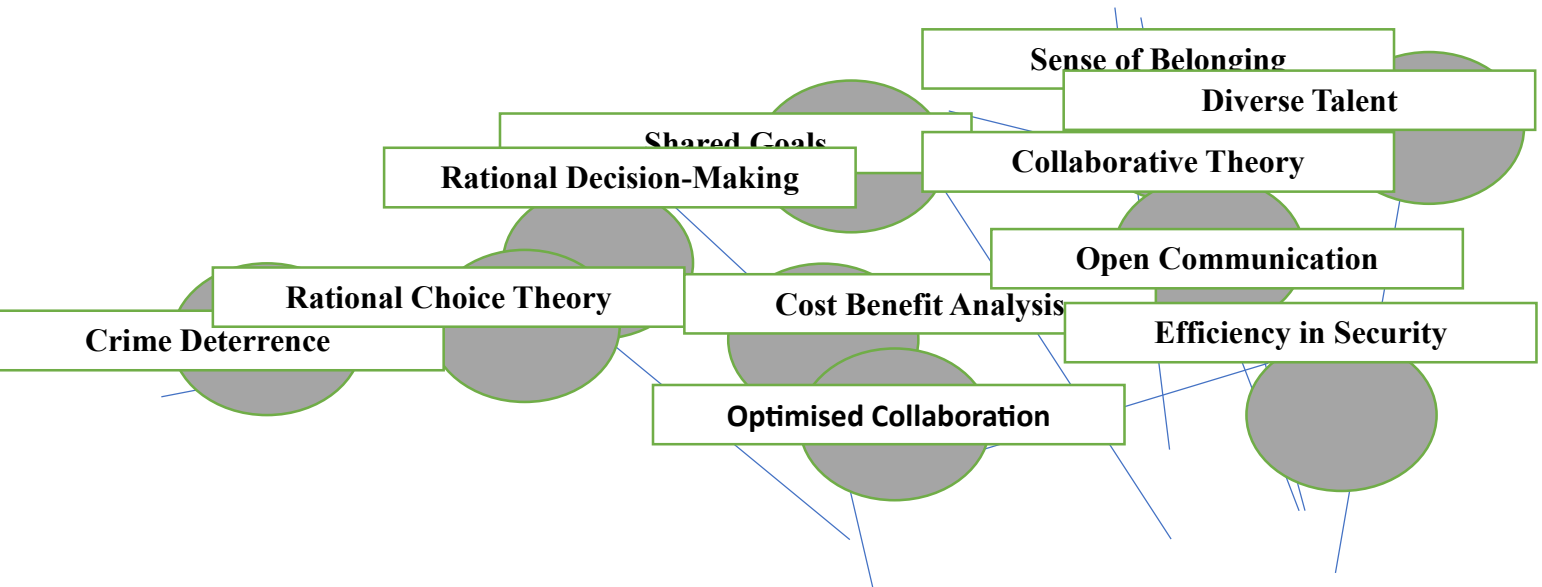 Sense of Belonging
Diverse Talent
Shared Goals
Collaborative Theory
Rational Decision-Making
Open Communication
Rational Choice Theory
Cost Benefit Analysis
Efficiency in Security
Crime Deterrence
Optimised Collaboration